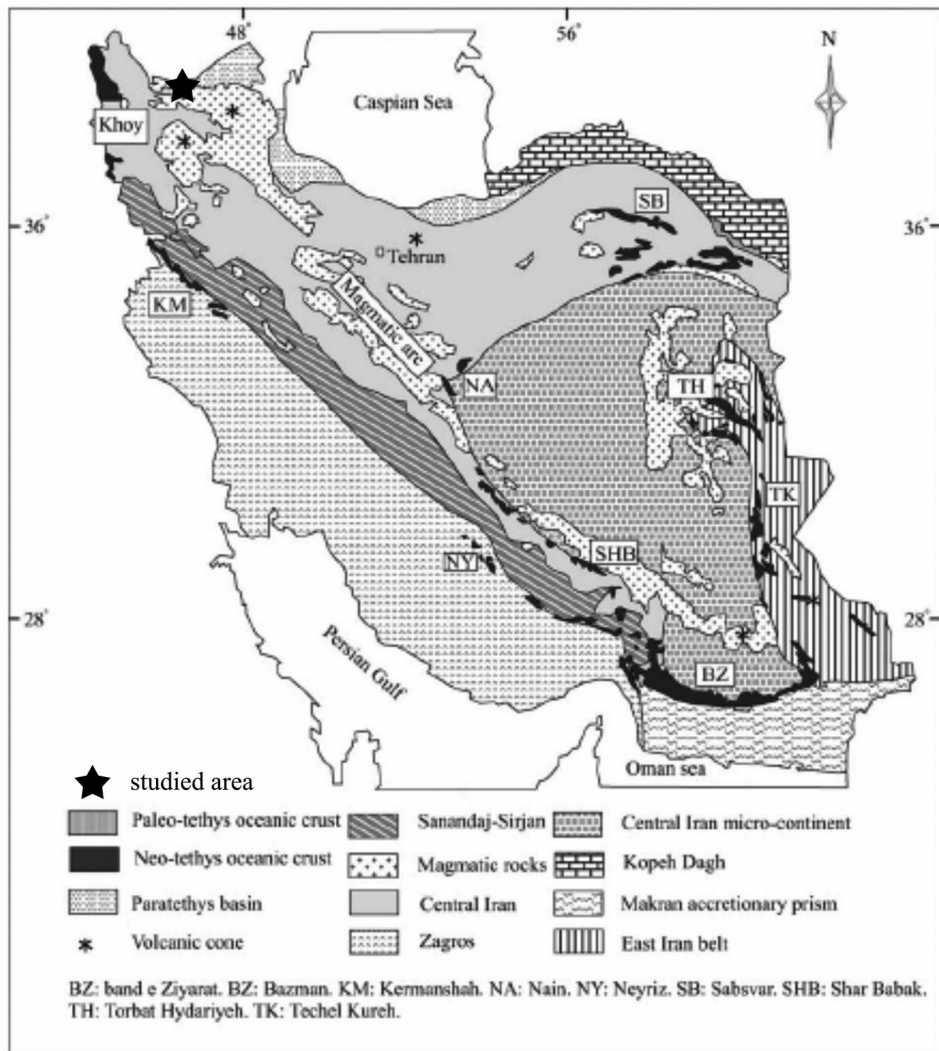 48°
56°
N
Caspian Sea
Khoy
SB
36°
36°
Tehran
KM
Magmatic arc
NA
TH
TK
NY
SHB
28°
28°
Persian Gulf
BZ
Oman sea
studied area
Paleo-tethys oceanic crust
Sanandaj-Sirjan
Central Iran micro-continent
Neo-tethys oceanic crust
Magmatic rocks
Kopeh Dagh
Paratethys basin
Central Iran
Makran accretionary prism
Volcanic cone
Zagros
East Iran belt
BZ: band e Ziyarat. BZ: Bazman. KM: Kermanshah. NA: Nain. NY: Neyriz. SB: Sabsvar. SHB: Shar Babak.
TH: Torbat Hydariyeh. TK: Techel Kureh.